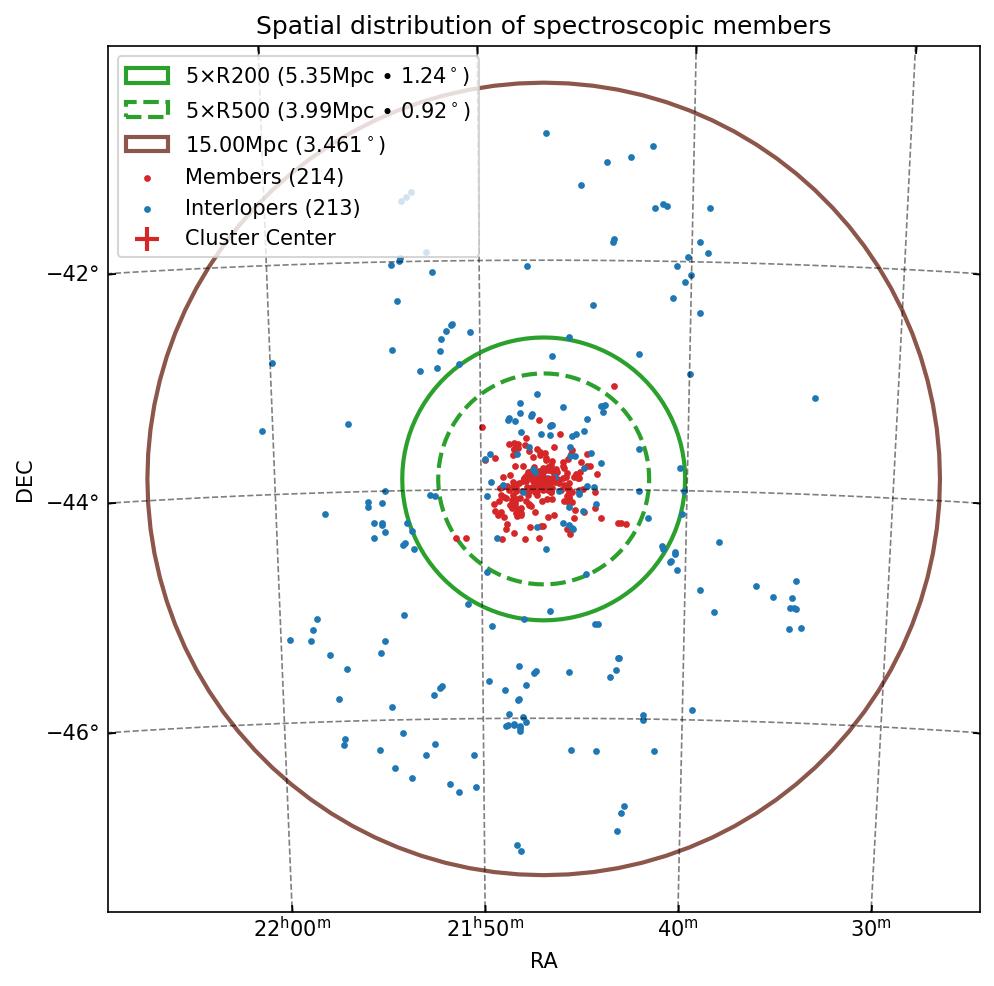 Spatial distribution of spectroscopic members
5×R200 (5.35Mpc • 1.24°)
5×R500 (3.99Mpc • 0.92°)
15.00Mpc (3.461°)
Members (214)
Interlopers (213)
Cluster Center
DEC
−42°
−44°
−46°
22ʰ00ᵐ 21ʰ50ᵐ 40ᵐ 30ᵐ
RA